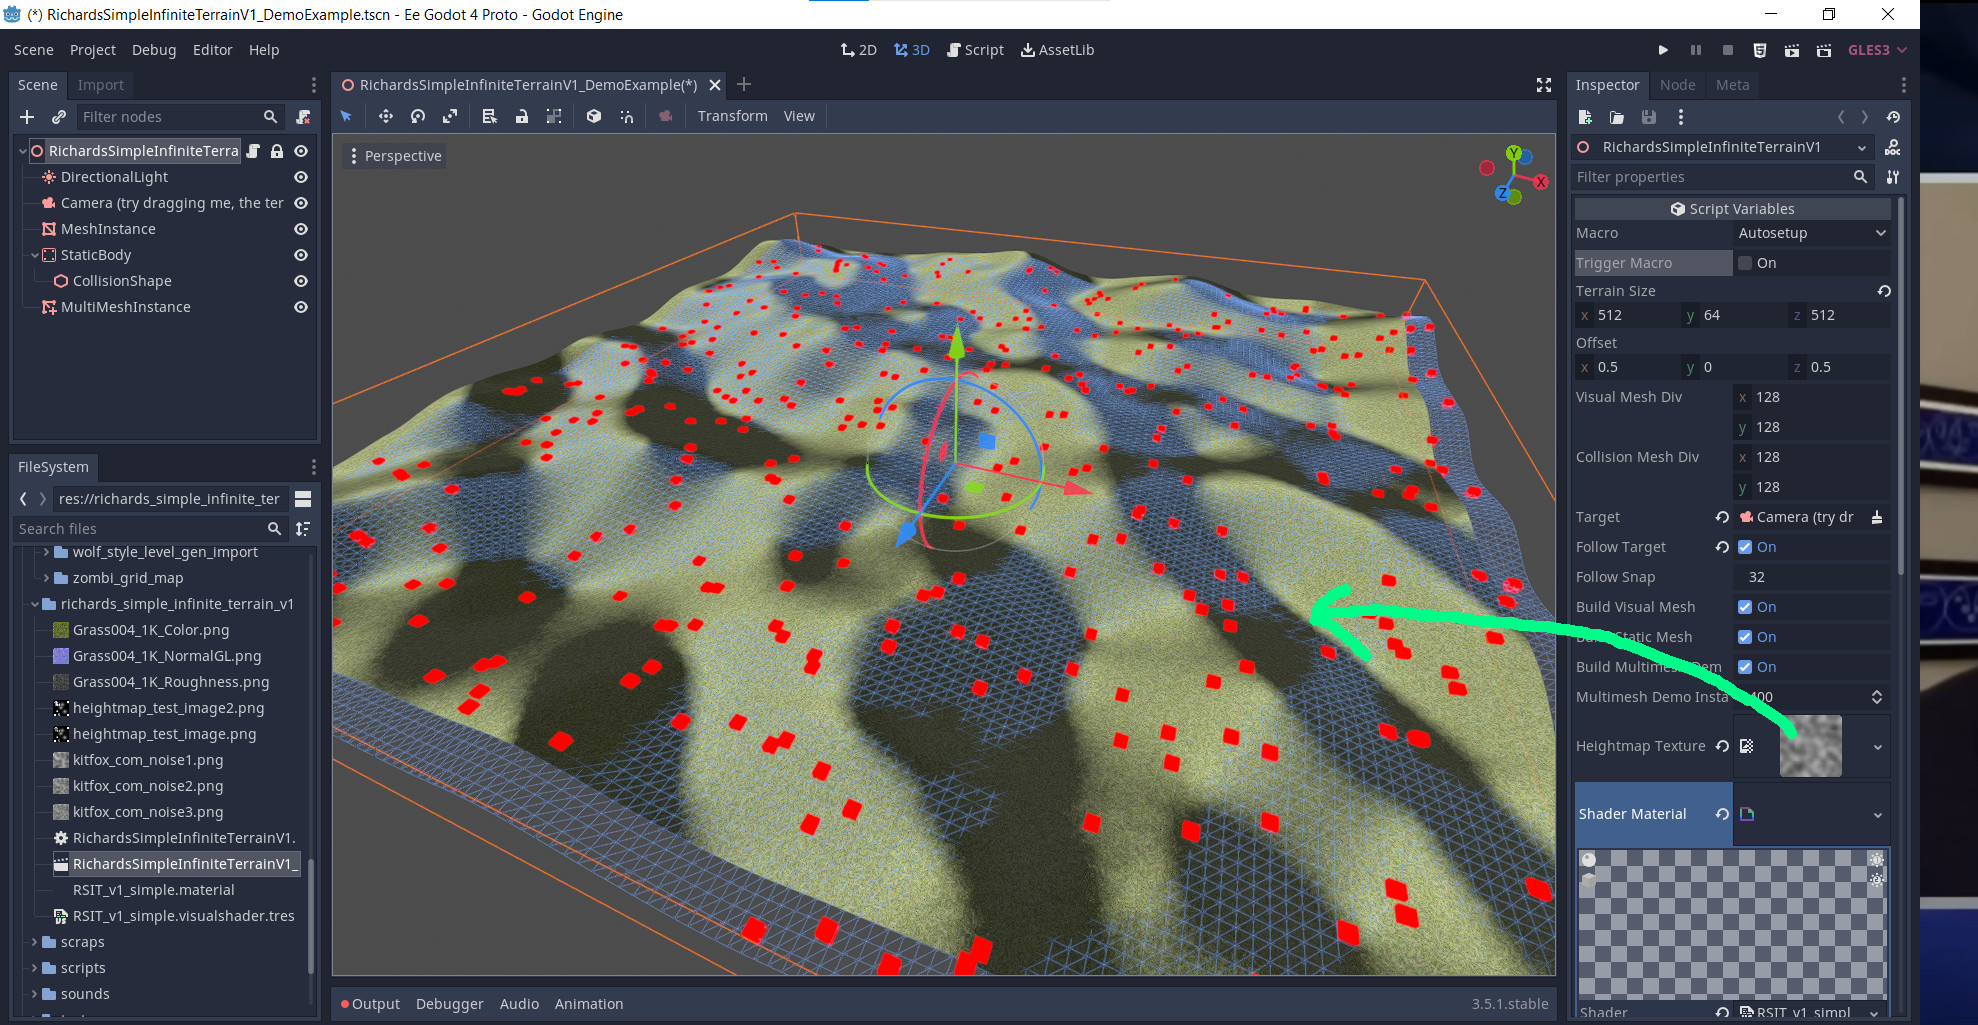 (*) RichardsSimpleInfiniteTerrainV1_DemoExample.tscn - Ee Godot 4 Proto - Godot Engine
Scene Project Debug Editor Help
2D 3D Script AssetLib
GLES3
Scene Import
Filter nodes
RichardsSimpleInfiniteTerra
DirectionalLight
Camera (try dragging me, the ter
MeshInstance
StaticBody
CollisionShape
MultiMeshInstance
FileSystem
res://richards_simple_infinite_ter
Search files
wolf_style_level_gen_import
zombi_grid_map
richards_simple_infinite_terrain_v1
Grass004_1K_Color.png
Grass004_1K_NormalGL.png
Grass004_1K_Roughness.png
heightmap_test_image2.png
heightmap_test_image.png
kitfox_com_noise1.png
kitfox_com_noise2.png
kitfox_com_noise3.png
RichardsSimpleInfiniteTerrainV1.
RichardsSimpleInfiniteTerrainV1_
RSIT_v1_simple.material
RSIT_v1_simple.visualshader.tres
scraps
scripts
sounds
RichardsSimpleInfiniteTerrainV1_DemoExample(*)
Transform View
Perspective
Y
X
Z
Output Debugger Audio Animation
3.5.1.stable
Inspector Node Meta
RichardsSimpleInfiniteTerrainV1
Filter properties
Script Variables
Macro Autosetup
Trigger Macro On
Terrain Size
x 512 y 64 z 512
Offset
x 0.5 y 0 z 0.5
Visual Mesh Div x 128
y 128
Collision Mesh Div x 128
y 128
Target Camera (try dr
Follow Target On
Follow Snap 32
Build Visual Mesh On
Static Mesh On
Build Multimesh Dem On
Multimesh Demo Insta 400
Heightmap Texture
Shader Material
Shader RSIT_v1_simpl